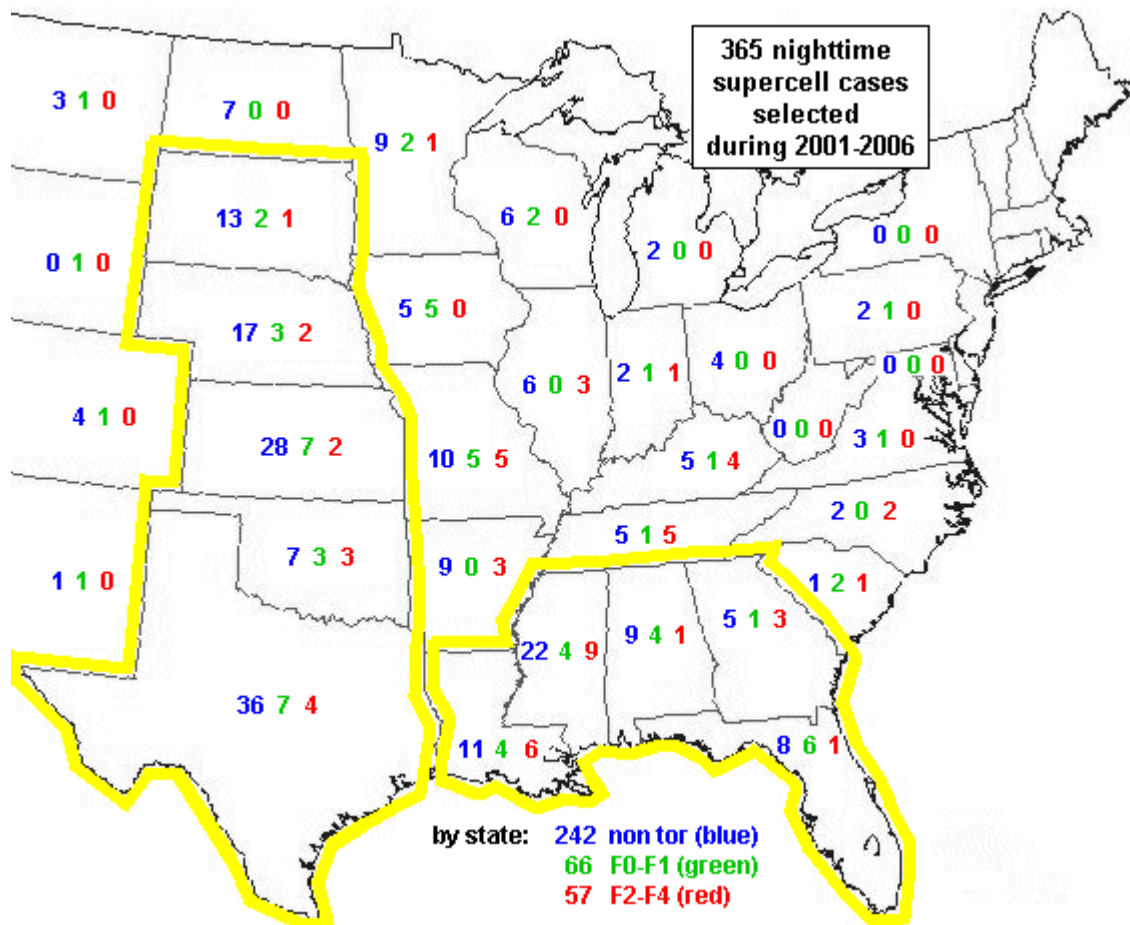 365 nighttime
supercell cases
selected
during 2001-2006
3 1 0
7 0 0
9 2 1
13 2 1
6 2 0
2 0 0
0 0 0
0 1 0
5 5 0
2 1 0
17 3 2
6 0 3
2 1 1
4 0 0
0 0 0
4 1 0
28 7 2
10 5 5
5 1 4
0 0 0
3 1 0
2 0 2
7 3 3
9 0 3
5 1 5
1 1 0
1 2 1
22 4 9
9 4 1
5 1 3
36 7 4
11 4 6
8 6 1
by state: 242 non tor (blue)
66 F0-F1 (green)
57 F2-F4 (red)